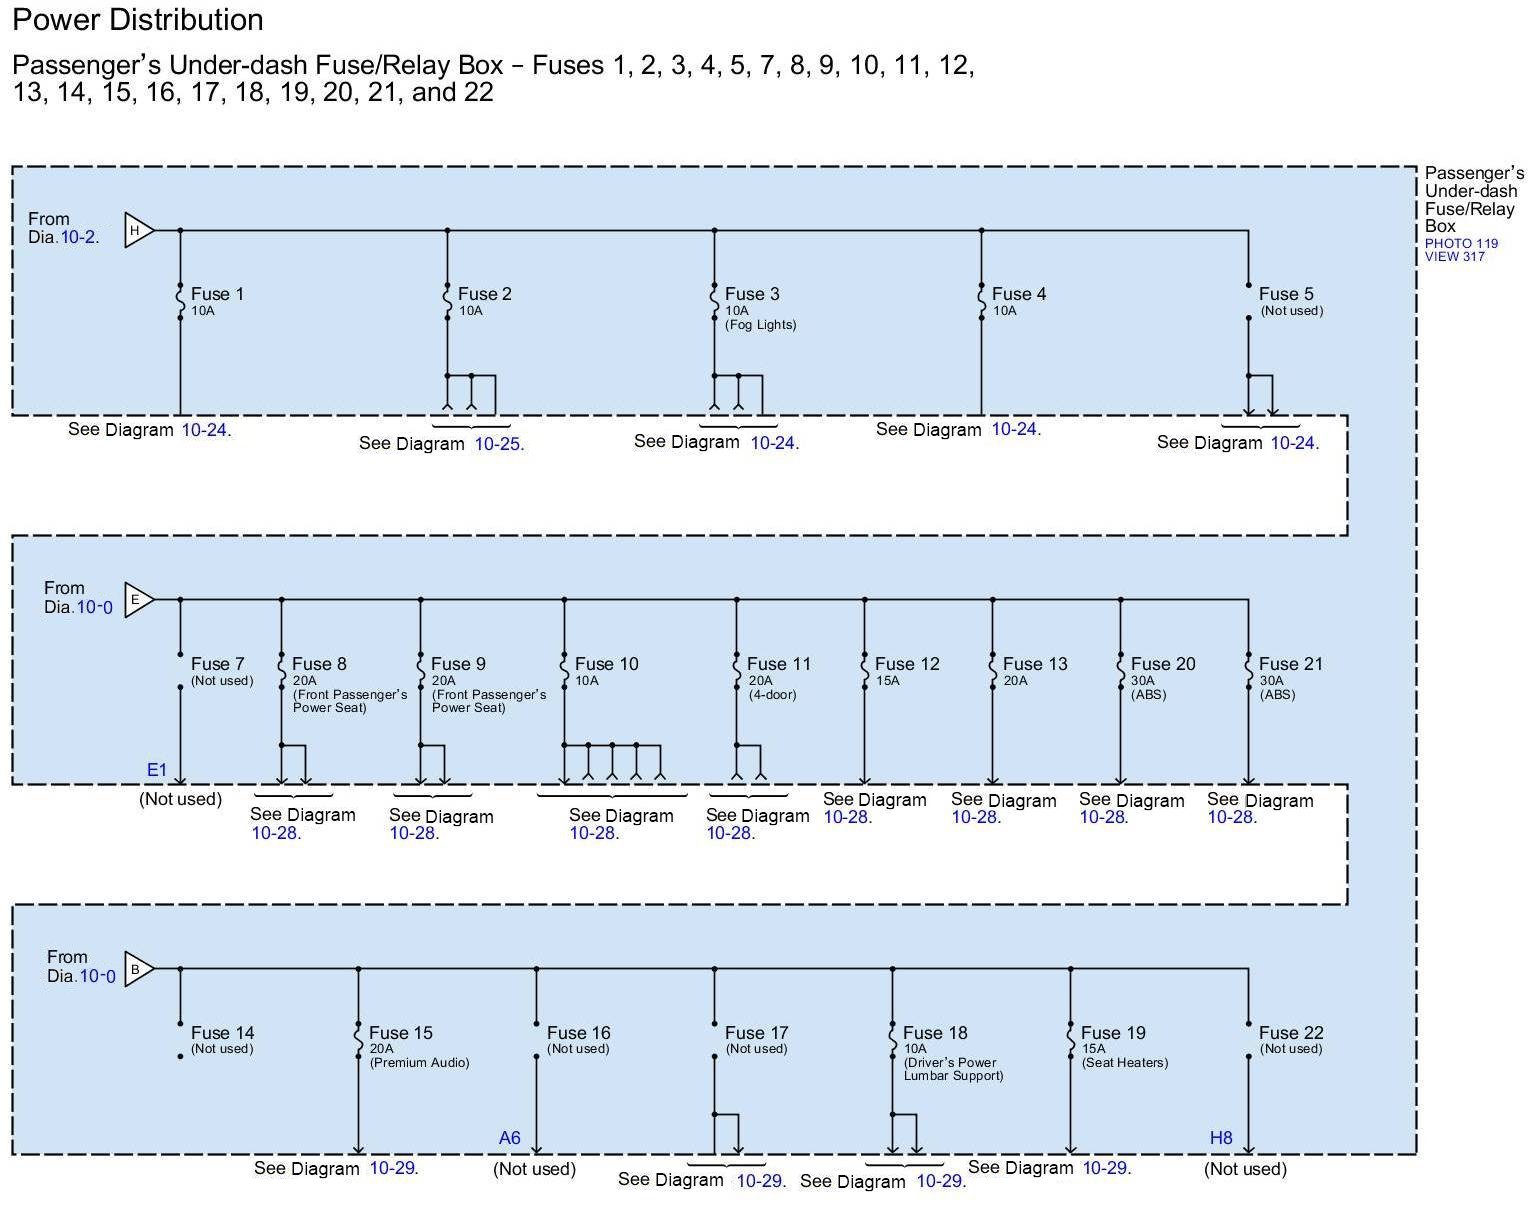 Power Distribution
Passenger's Under-dash Fuse/Relay Box – Fuses 1, 2, 3, 4, 5, 7, 8, 9, 10, 11, 12,
13, 14, 15, 16, 17, 18, 19, 20, 21, and 22
Passenger's
Under-dash
Fuse/Relay
Box
PHOTO 119
VIEW 317
From
Dia.10-2.
H
Fuse 1
10A
Fuse 2
10A
Fuse 3
10A
(Fog Lights)
Fuse 4
10A
Fuse 5
(Not used)
See Diagram 10-24.
See Diagram 10-25.
See Diagram 10-24.
See Diagram 10-24.
See Diagram 10-24.
From
Dia.10-0
E
Fuse 7
(Not used)
Fuse 8
20A
(Front Passenger's
Power Seat)
Fuse 9
20A
(Front Passenger's
Power Seat)
Fuse 10
10A
Fuse 11
20A
(4-door)
Fuse 12
15A
Fuse 13
20A
Fuse 20
30A
(ABS)
Fuse 21
30A
(ABS)
E1
(Not used)
See Diagram
10-28.
See Diagram
10-28.
See Diagram
10-28.
See Diagram
10-28.
See Diagram
10-28.
See Diagram
10-28.
See Diagram
10-28.
See Diagram
10-28.
From
Dia.10-0
B
Fuse 14
(Not used)
Fuse 15
20A
(Premium Audio)
Fuse 16
(Not used)
Fuse 17
(Not used)
Fuse 18
10A
(Driver's Power
Lumbar Support)
Fuse 19
15A
(Seat Heaters)
Fuse 22
(Not used)
A6
H8
See Diagram 10-29.
(Not used)
See Diagram 10-29.
See Diagram 10-29.
See Diagram 10-29.
(Not used)